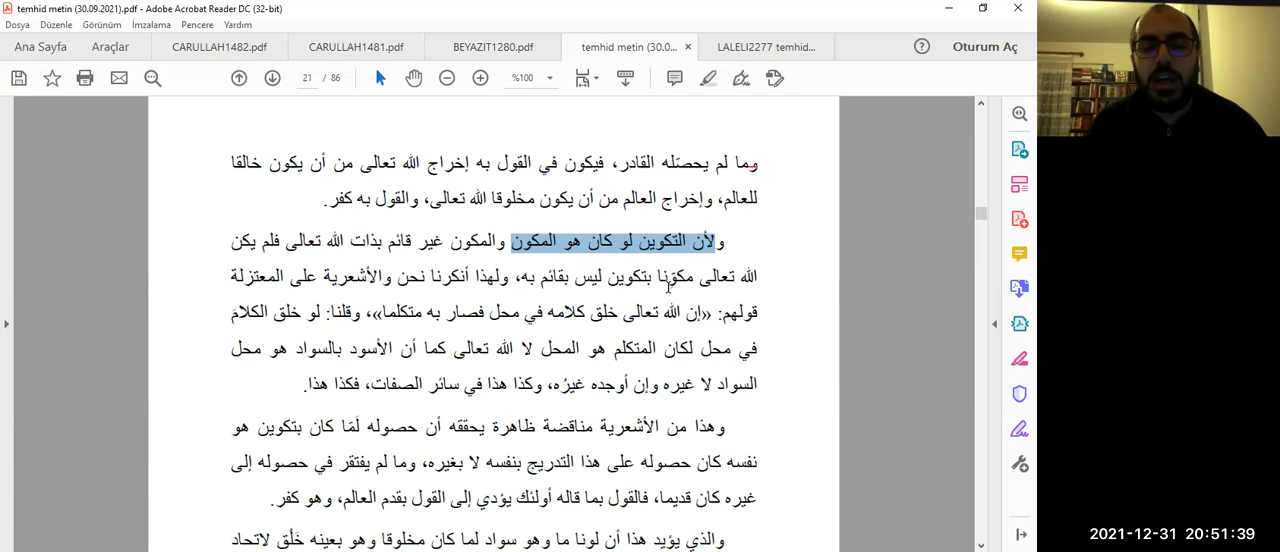 temhid metin (30.09.2021).pdf - Adobe Acrobat Reader DC (32-bit)
Dosya Düzenle Görünüm İmzalama Pencere Yardım
Ana Sayfa Araçlar CARULLAH1482.pdf CARULLAH1481.pdf BEYAZIT1280.pdf temhid metin (30.0... × LALELI2277 temhid... Oturum Aç
21 / 86 %100
وما لم يحصّله القادر، فيكون في القول به إخراج الله تعالى من أن يكون خالقا
للعالم، وإخراج العالم من أن يكون مخلوقا الله تعالى، والقول به كفر.
ولأن التكوين لو كان هو المكون والمكون غير قائم بذات الله تعالى فلم يكن
الله تعالى مكوّنا بتكوين ليس بقائم به، ولهذا أنكرنا نحن والأشعرية على المعتزلة
قولهم: «إن الله تعالى خلق كلامه في محل فصار به متكلما»، وقلنا: لو خلق الكلامَ
في محل لكان المتكلم هو المحل لا الله تعالى كما أن الأسود بالسواد هو محل
السواد لا غيره وإن أوجده غيرُه، وكذا هذا في سائر الصفات، فكذا هذا.
وهذا من الأشعرية مناقضة ظاهرة يحققه أن حصوله لَمّا كان بتكوين هو
نفسه كان حصوله على هذا التدريج بنفسه لا بغيره، وما لم يفتقر في حصوله إلى
غيره كان قديما، فالقول بما قاله أولئك يؤدي إلى القول بقدم العالم، وهو كفر.
والذي يؤيد هذا أن لونا ما وهو سواد لما كان مخلوقا وهو بعينه خَلْق لاتحاد
2021-12-31 20:51:39